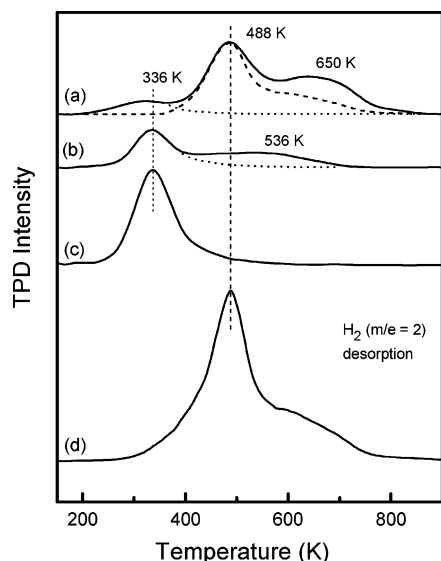 488 K
336 K
650 K
(a)
(b)
536 K
(c)
H2 (m/e = 2)
desorption
(d)
TPD Intensity
200 400 600 800
Temperature (K)